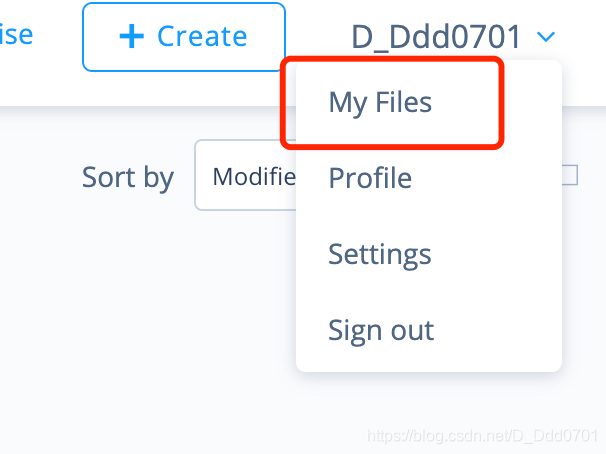 ise
+ Create
D_Ddd0701
My Files
Sort by
Modifie
Profile
Settings
Sign out
https://blog.csdn.net/D_Ddd0701